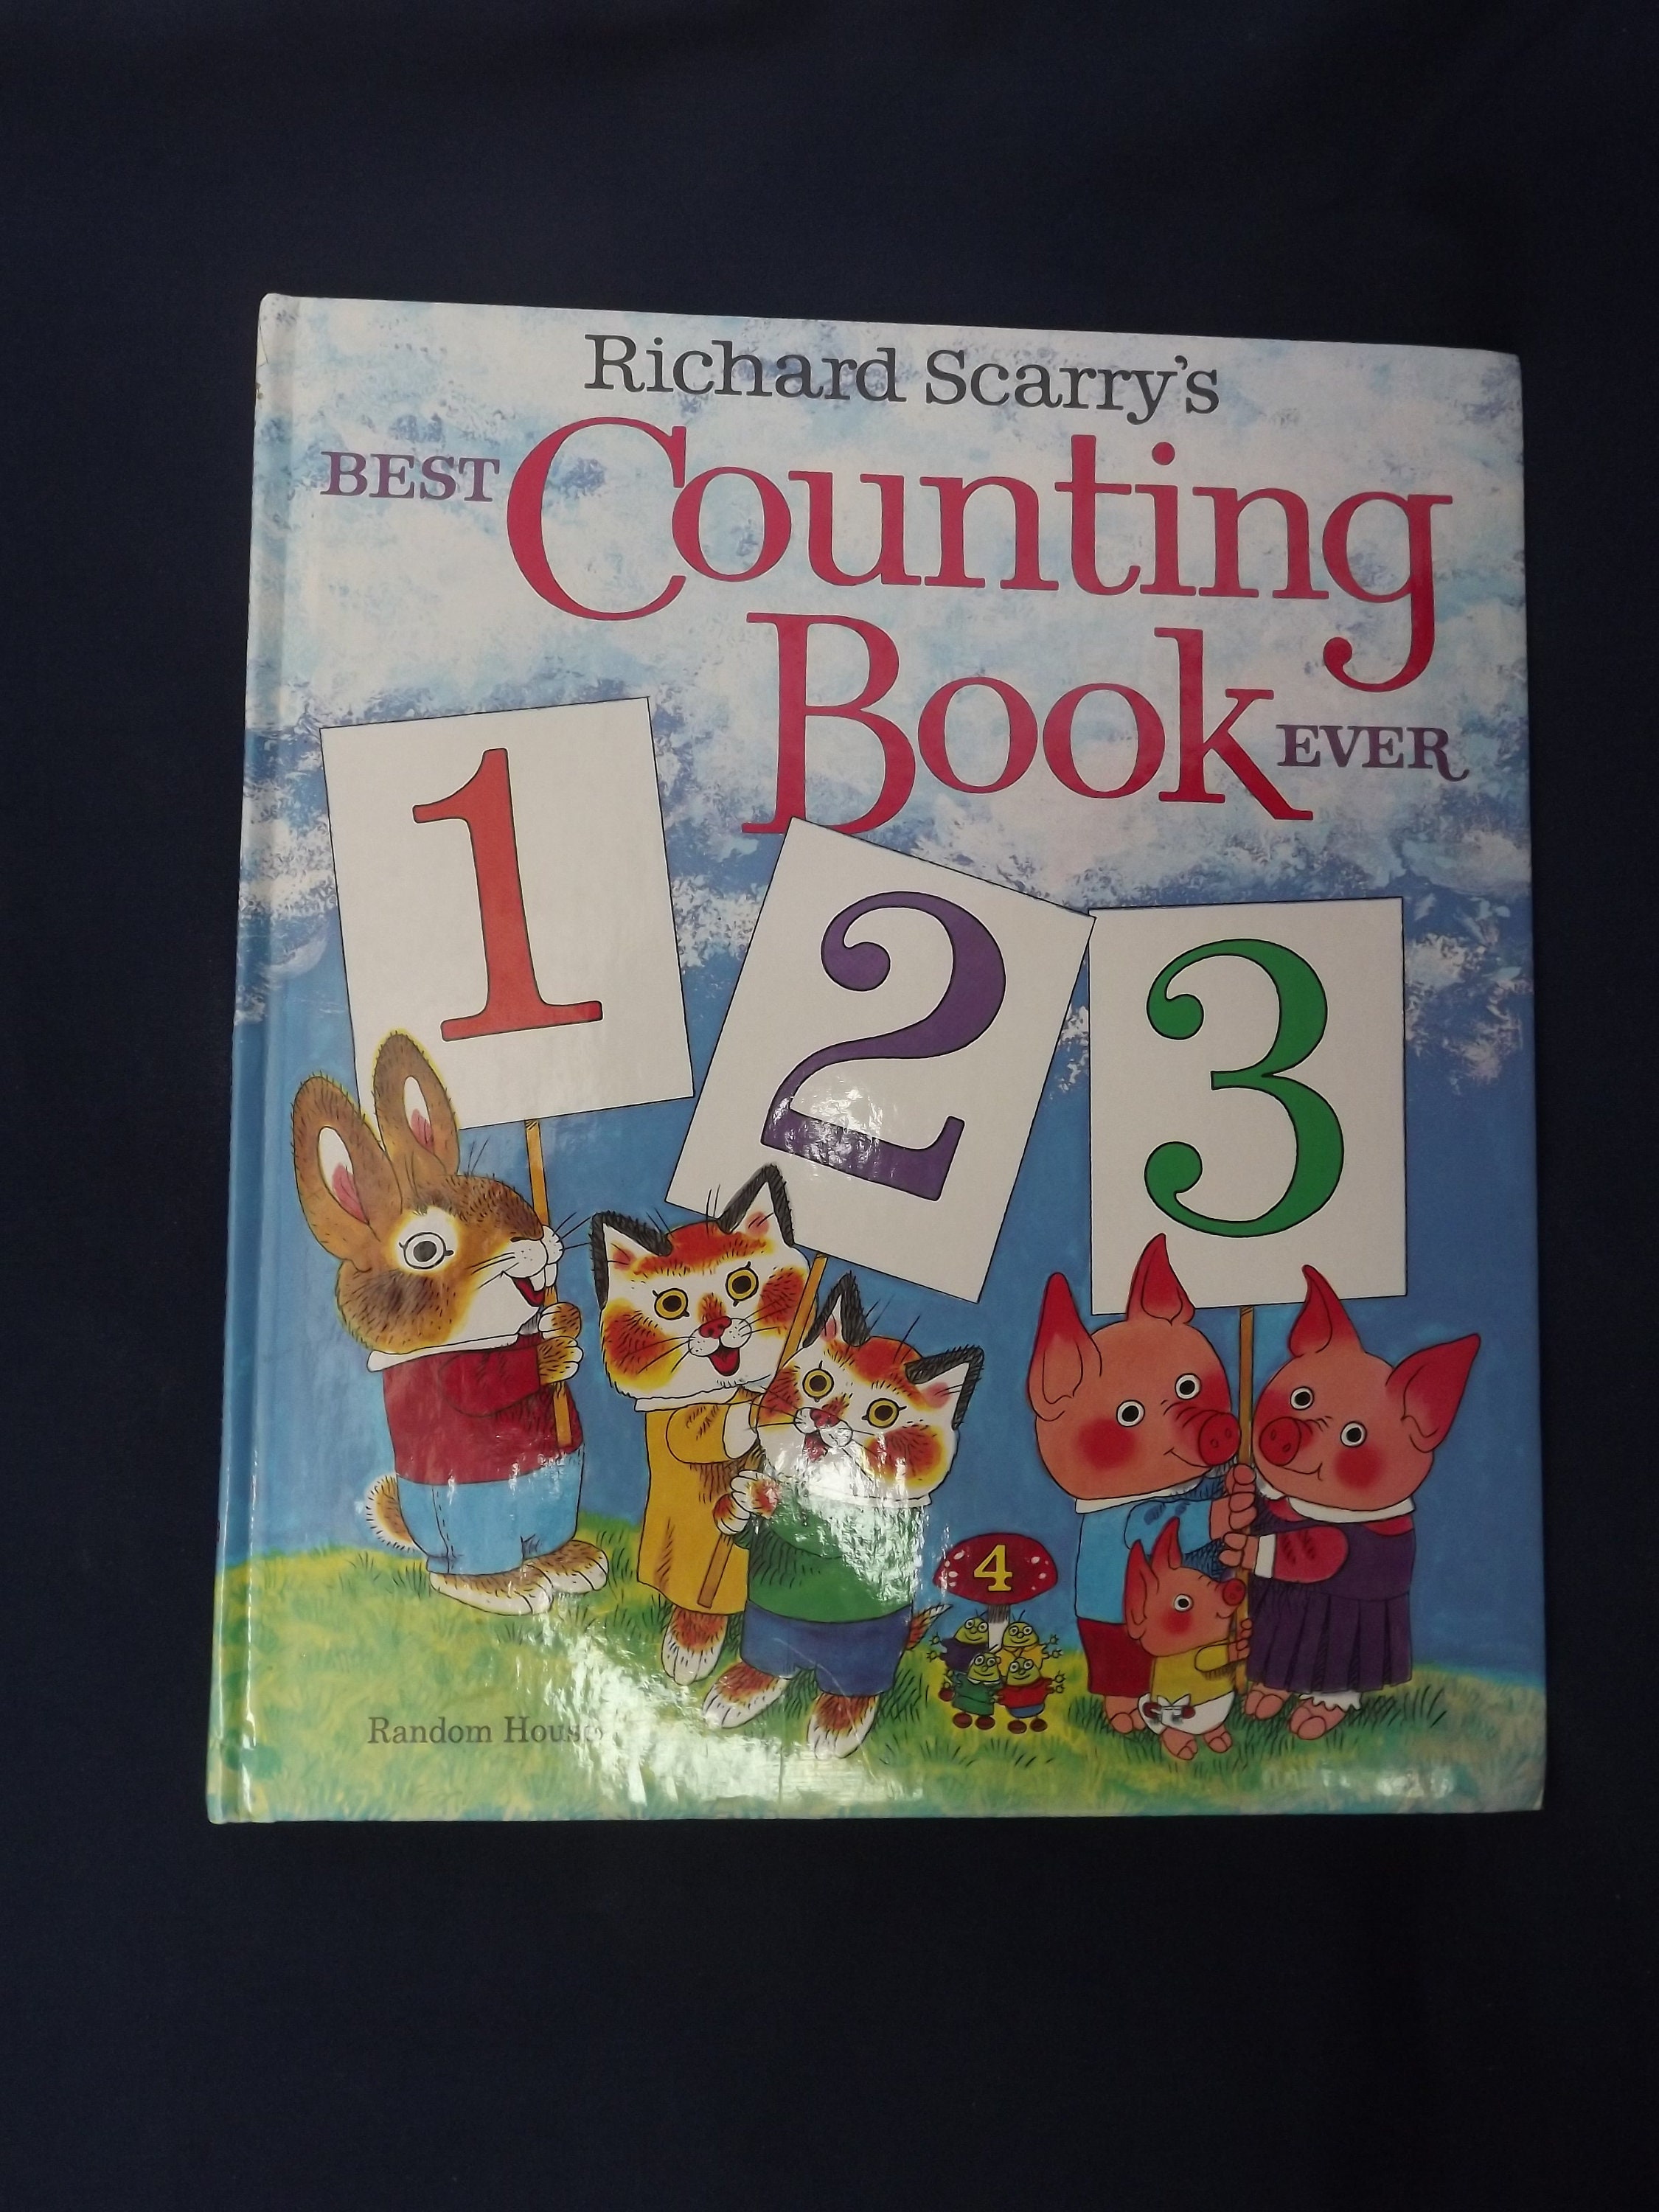 Richard Scarry's
BEST Counting
Book EVER
1
2
3
4
Random House